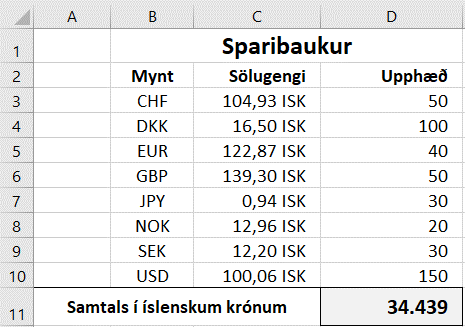 A B C D
1 Sparibaukur
2 Mynt Sölugengi Upphæð
3 CHF 104,93 ISK 50
4 DKK 16,50 ISK 100
5 EUR 122,87 ISK 40
6 GBP 139,30 ISK 50
7 JPY 0,94 ISK 30
8 NOK 12,96 ISK 20
9 SEK 12,20 ISK 30
10 USD 100,06 ISK 150
11 Samtals í íslenskum krónum 34.439